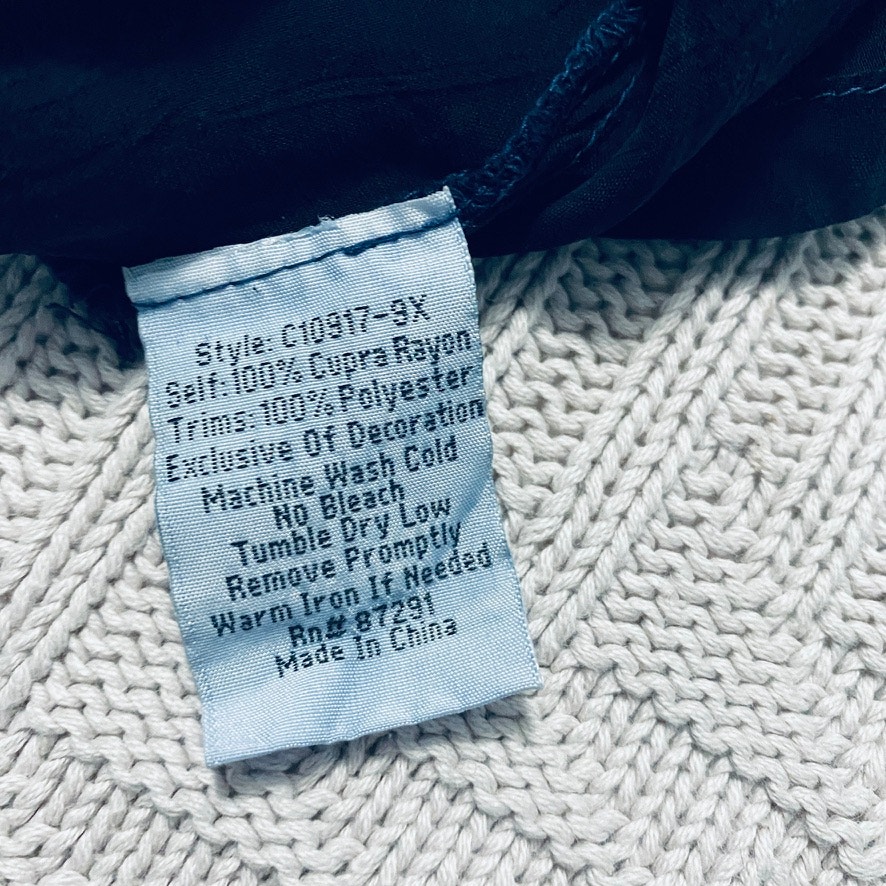 Style: C10917-9X
Self: 100% Cupra Rayon
Trims: 100% Polyester
Exclusive Of Decoration
Machine Wash Cold
NO Bleach
Tumble Dry Low
Remove Promptly
Warm Iron If Needed
Rn# 87291
Made In China